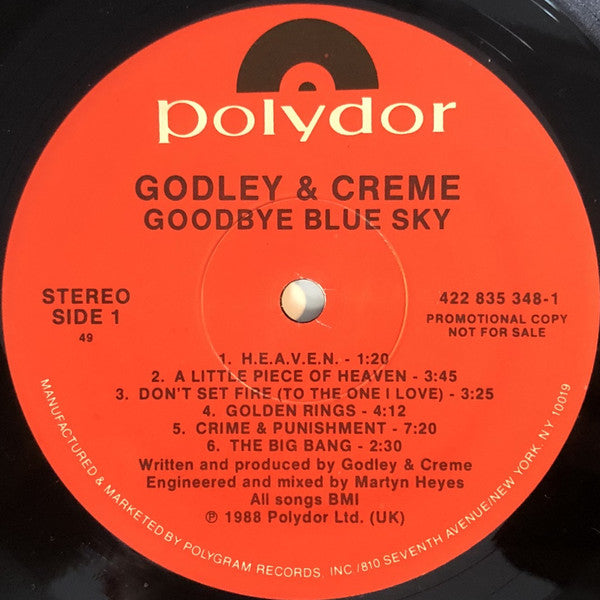 polydor
GODLEY & CREME
GOODBYE BLUE SKY
STEREO
SIDE 1
49
422 835 348-1
PROMOTIONAL COPY
NOT FOR SALE
1. H.E.A.V.E.N. - 1:20
2. A LITTLE PIECE OF HEAVEN - 3:45
3. DON'T SET FIRE (TO THE ONE I LOVE) - 3:25
4. GOLDEN RINGS - 4:12
5. CRIME & PUNISHMENT - 7:20
6. THE BIG BANG - 2:30
Written and produced by Godley & Creme
Engineered and mixed by Martyn Heyes
All songs BMI
℗ 1988 Polydor Ltd. (UK)
MANUFACTURED & MARKETED BY POLYGRAM RECORDS, INC./810 SEVENTH AVENUE/NEW YORK, N.Y. 10019